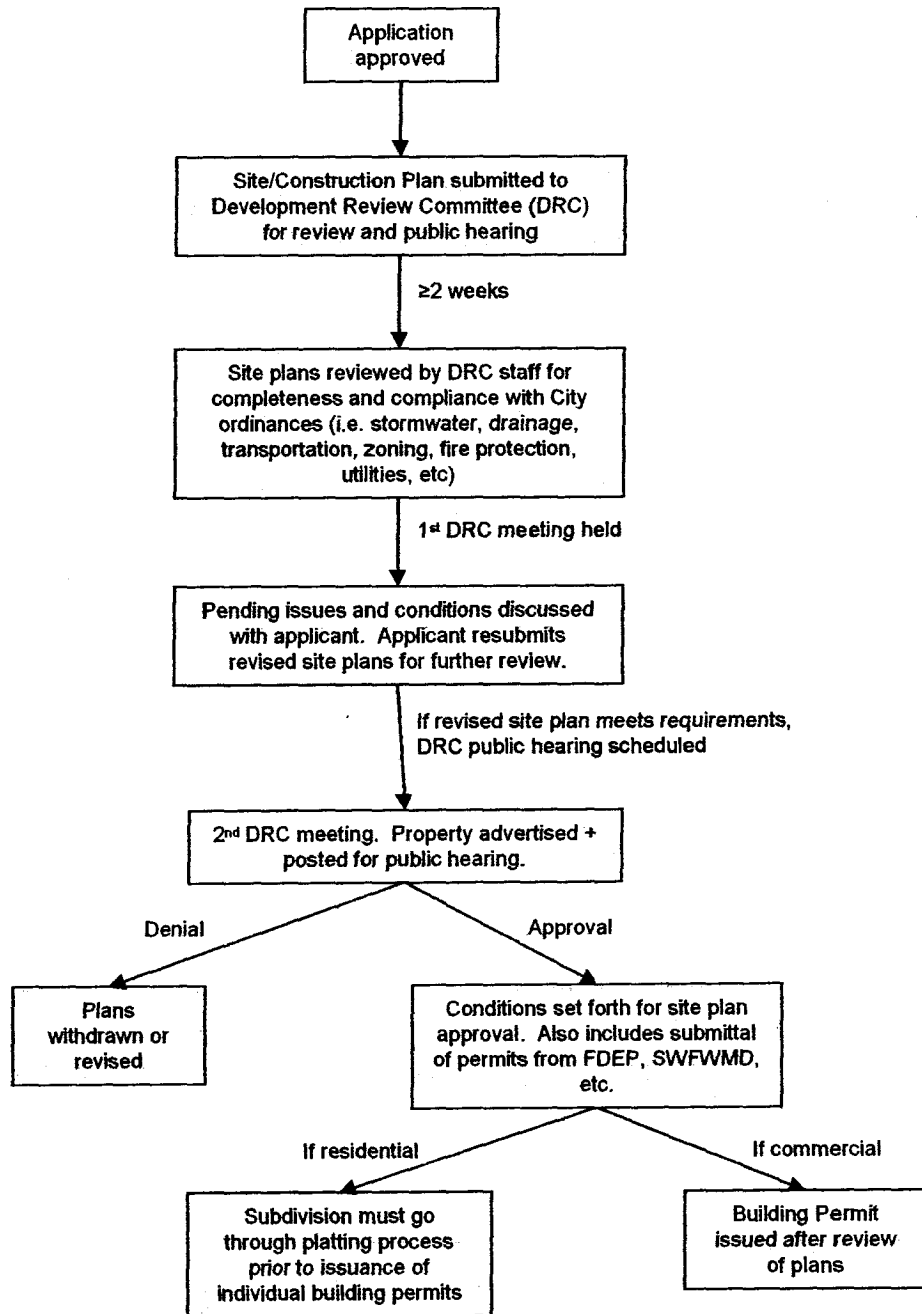 Application
approved
Site/Construction Plan submitted to
Development Review Committee (DRC)
for review and public hearing
≥2 weeks
Site plans reviewed by DRC staff for
completeness and compliance with City
ordinances (i.e. stormwater, drainage,
transportation, zoning, fire protection,
utilities, etc)
1st DRC meeting held
Pending issues and conditions discussed
with applicant. Applicant resubmits
revised site plans for further review.
If revised site plan meets requirements,
DRC public hearing scheduled
2nd DRC meeting. Property advertised +
posted for public hearing.
Denial
Approval
Plans
withdrawn or
revised
Conditions set forth for site plan
approval. Also includes submittal
of permits from FDEP, SWFWMD,
etc.
If residential
If commercial
Subdivision must go
through platting process
prior to issuance of
individual building permits
Building Permit
issued after review
of plans